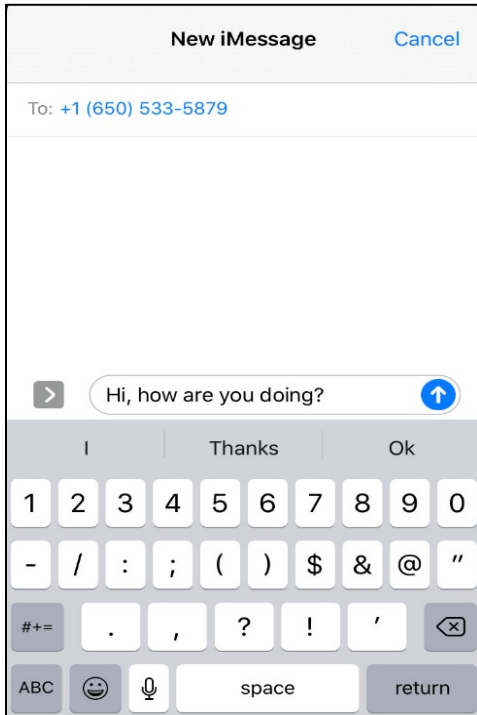 New iMessage Cancel
To: +1 (650) 533-5879
> Hi, how are you doing?
I Thanks Ok
1 2 3 4 5 6 7 8 9 0
- / : ; ( ) $ & @ "
#+= . , ? ! '
ABC space return